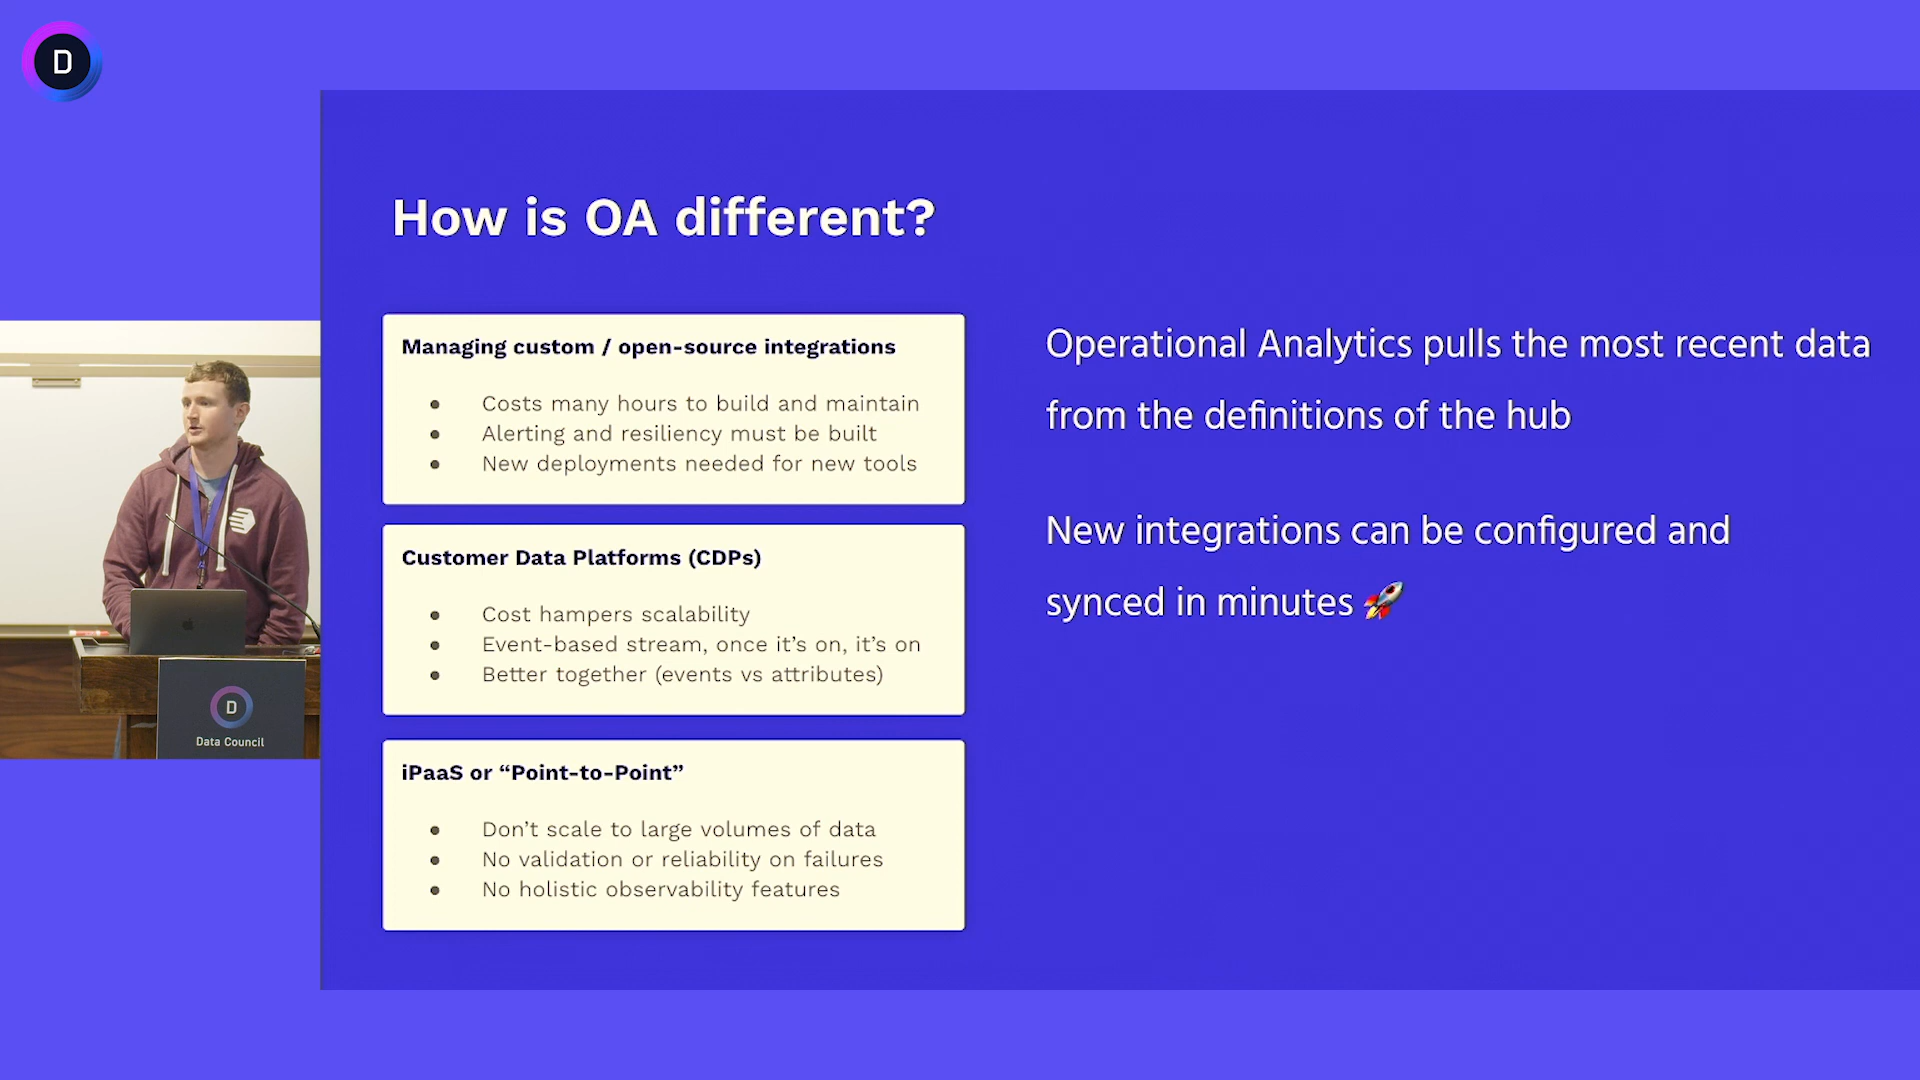 D
How is OA different?
Managing custom / open-source integrations
● Costs many hours to build and maintain
● Alerting and resiliency must be built
● New deployments needed for new tools
Customer Data Platforms (CDPs)
● Cost hampers scalability
● Event-based stream, once it’s on, it’s on
● Better together (events vs attributes)
iPaaS or “Point-to-Point”
● Don’t scale to large volumes of data
● No validation or reliability on failures
● No holistic observability features
Operational Analytics pulls the most recent data
from the definitions of the hub
New integrations can be configured and
synced in minutes 🚀
D
Data Council